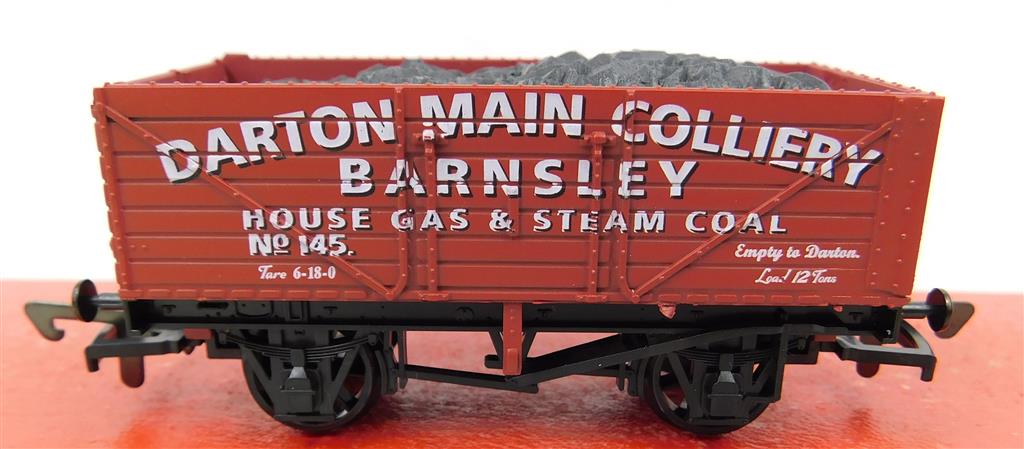 DARTON MAIN COLLIERY
BARNSLEY
HOUSE GAS & STEAM COAL
No 145.
Tare 6-18-0
Empty to Darton.
Load 12 Tons